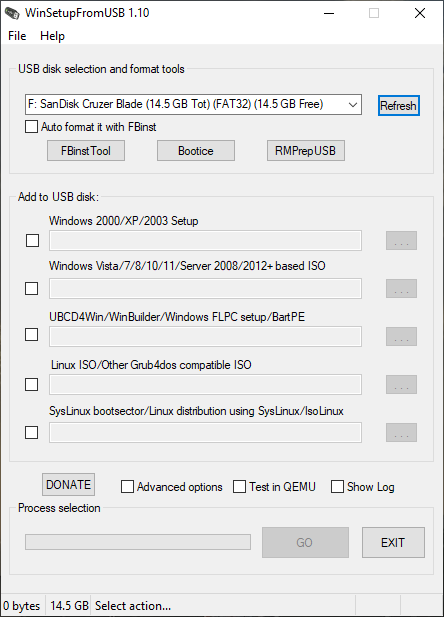 WinSetupFromUSB 1.10
File Help
USB disk selection and format tools
F: SanDisk Cruzer Blade (14.5 GB Tot) (FAT32) (14.5 GB Free)
Refresh
Auto format it with FBinst
FBinstTool Bootice RMPrepUSB
Add to USB disk:
Windows 2000/XP/2003 Setup
...
Windows Vista/7/8/10/11/Server 2008/2012+ based ISO
...
UBCD4Win/WinBuilder/Windows FLPC setup/BartPE
...
Linux ISO/Other Grub4dos compatible ISO
...
SysLinux bootsector/Linux distribution using SysLinux/IsoLinux
...
DONATE Advanced options Test in QEMU Show Log
Process selection
GO EXIT
0 bytes 14.5 GB Select action...